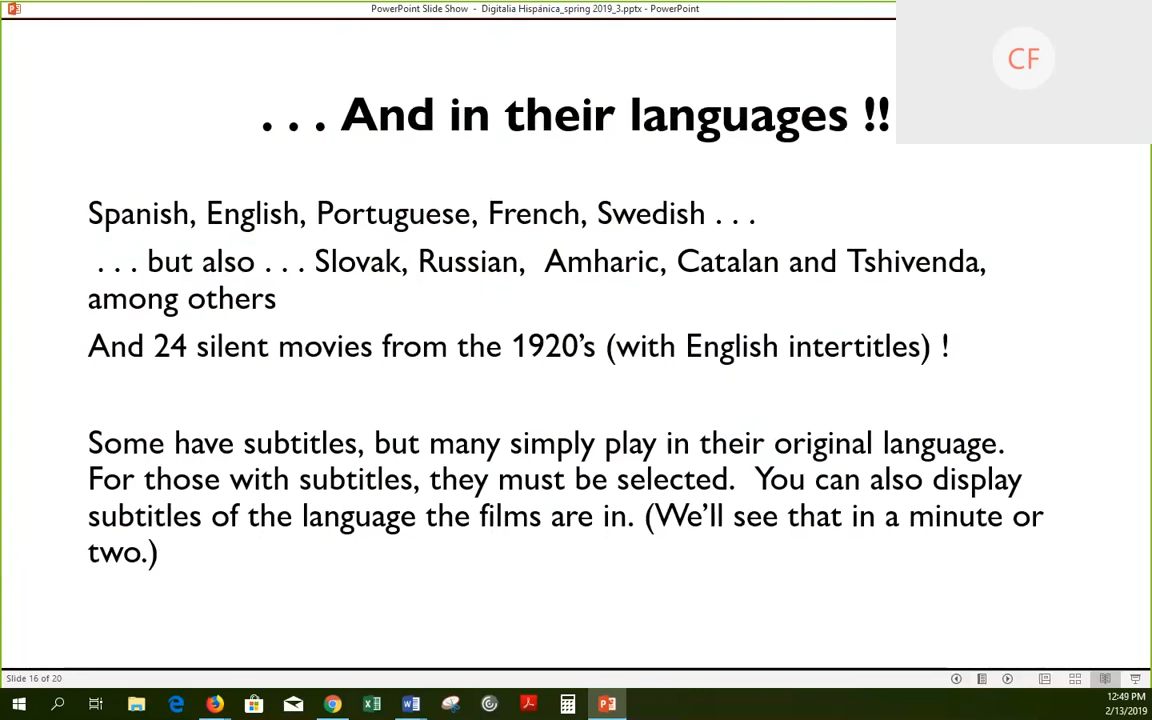 PowerPoint Slide Show - Digitalia Hispánica_spring 2019_3.pptx - PowerPoint
CF
. . . And in their languages !!
Spanish, English, Portuguese, French, Swedish . . .
. . . but also . . . Slovak, Russian,  Amharic, Catalan and Tshivenda,
among others
And 24 silent movies from the 1920’s (with English intertitles) !
Some have subtitles, but many simply play in their original language.
For those with subtitles, they must be selected.  You can also display
subtitles of the language the films are in. (We’ll see that in a minute or
two.)
Slide 16 of 20
12:49 PM
2/13/2019